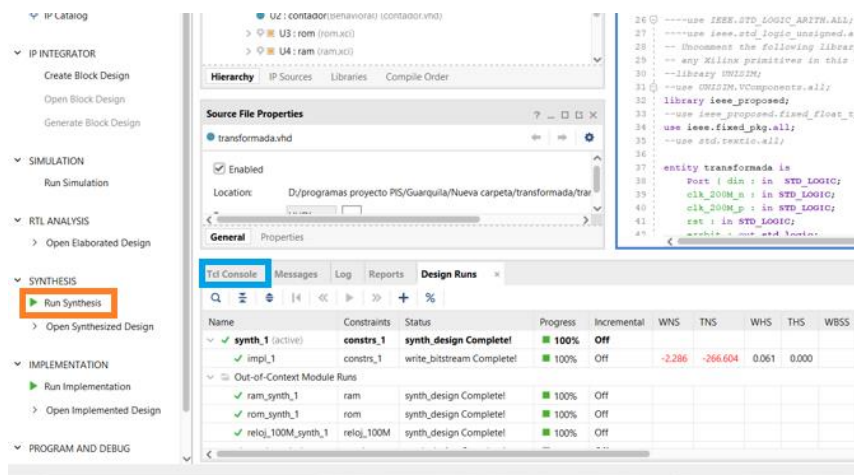 IP Catalog
IP INTEGRATOR
Create Block Design
Open Block Design
Generate Block Design
SIMULATION
Run Simulation
RTL ANALYSIS
Open Elaborated Design
SYNTHESIS
Run Synthesis
Open Synthesized Design
IMPLEMENTATION
Run Implementation
Open Implemented Design
PROGRAM AND DEBUG
U2 : contador(Behavioral) (contador.vhd)
U3 : rom (rom.xci)
U4 : ram (ram.xci)
Hierarchy IP Sources Libraries Compile Order
Source File Properties
transformada.vhd
Enabled
Location: D:/programas proyecto PIS/Guarquila/Nueva carpeta/transformada/trar
General Properties
26 ----use IEEE.STD_LOGIC_ARITH.ALL;
27 ----use ieee.std_logic_unsigned.a
28 -- Uncomment the following librar
29 -- any Xilinx primitives in this
30 --library UNISIM;
31 --use UNISIM.VComponents.all;
32 library ieee_proposed;
33 --use ieee_proposed.fixed_float_t
34 use ieee.fixed_pkg.all;
35 --use std.textio.all;
36
37 entity transformada is
38 Port ( din : in STD_LOGIC;
39 clk_200M_n : in STD_LOGIC;
40 clk_200M_p : in STD_LOGIC;
41 rst : in STD_LOGIC;
Tcl Console Messages Log Reports Design Runs
Name Constraints Status Progress Incremental WNS TNS WHS THS WBSS
synth_1 (active) constrs_1 synth_design Complete! 100% Off
impl_1 constrs_1 write_bitstream Complete! 100% Off -2.286 -266.604 0.061 0.000
Out-of-Context Module Runs
ram_synth_1 ram synth_design Complete! 100% Off
rom_synth_1 rom synth_design Complete! 100% Off
reloj_100M_synth_1 reloj_100M synth_design Complete! 100% Off